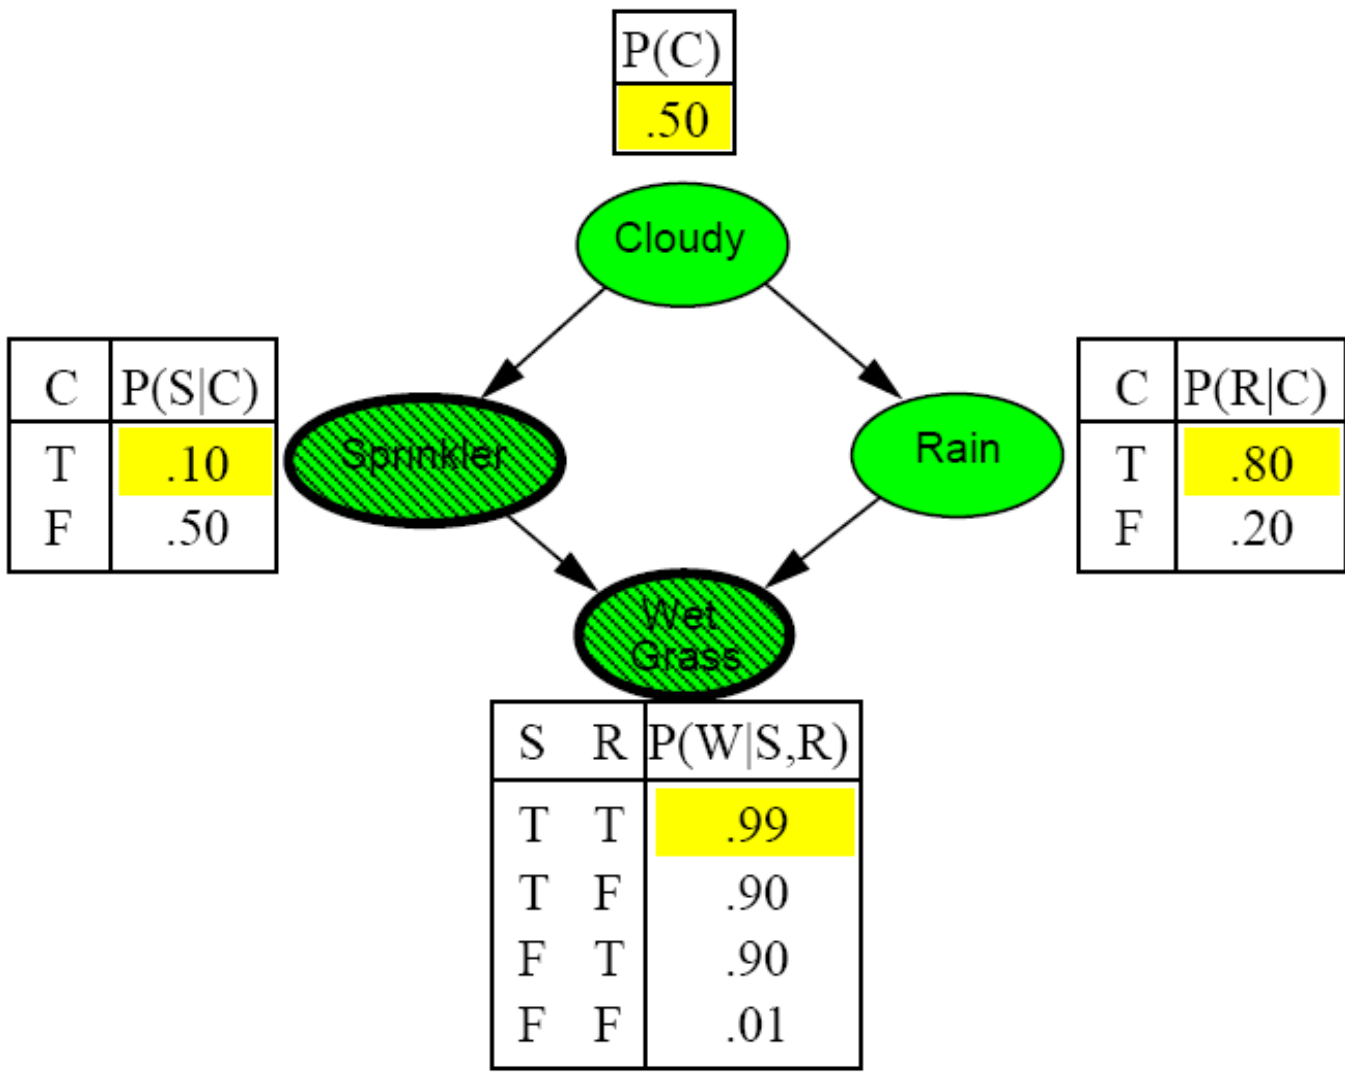 P(C)
.50
Cloudy
C P(S|C)
T .10
F .50
Sprinkler
Rain
C P(R|C)
T .80
F .20
Wet
Grass
S R P(W|S,R)
T T .99
T F .90
F T .90
F F .01